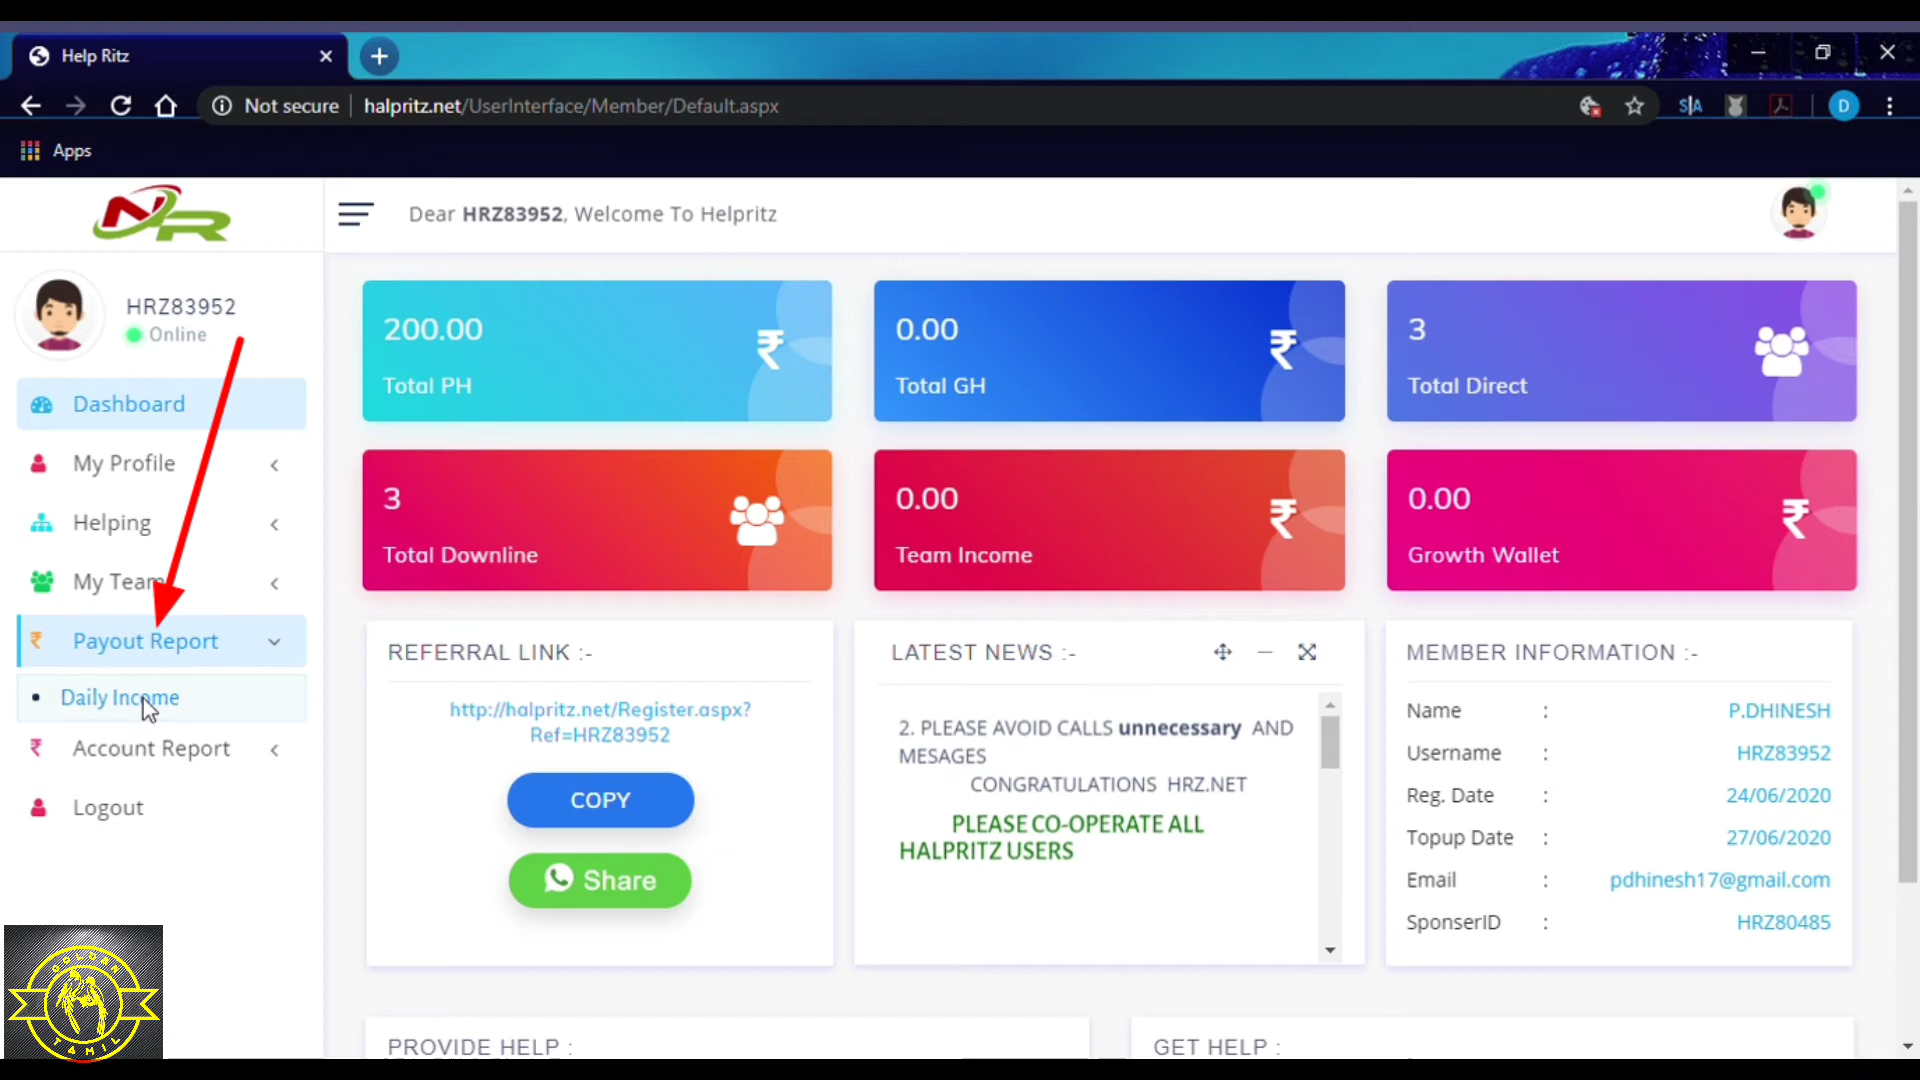 Help Ritz
Not secure
halpritz.net/UserInterface/Member/Default.aspx
S|A
D
Apps
NR
Dear HRZ83952, Welcome To Helpritz
HRZ83952
Online
Dashboard
My Profile
Helping
My Team
Payout Report
Daily Income
Account Report
Logout
200.00
Total PH
0.00
Total GH
3
Total Direct
3
Total Downline
0.00
Team Income
0.00
Growth Wallet
REFERRAL LINK :-
http://halpritz.net/Register.aspx?
Ref=HRZ83952
COPY
Share
LATEST NEWS :-
2. PLEASE AVOID CALLS unnecessary AND
MESAGES
CONGRATULATIONS HRZ.NET
PLEASE CO-OPERATE ALL
HALPRITZ USERS
MEMBER INFORMATION :-
Name : P.DHINESH
Username : HRZ83952
Reg. Date : 24/06/2020
Topup Date : 27/06/2020
Email : pdhinesh17@gmail.com
SponserID : HRZ80485
PROVIDE HELP :
GET HELP :
GOLDAN
TAMIL